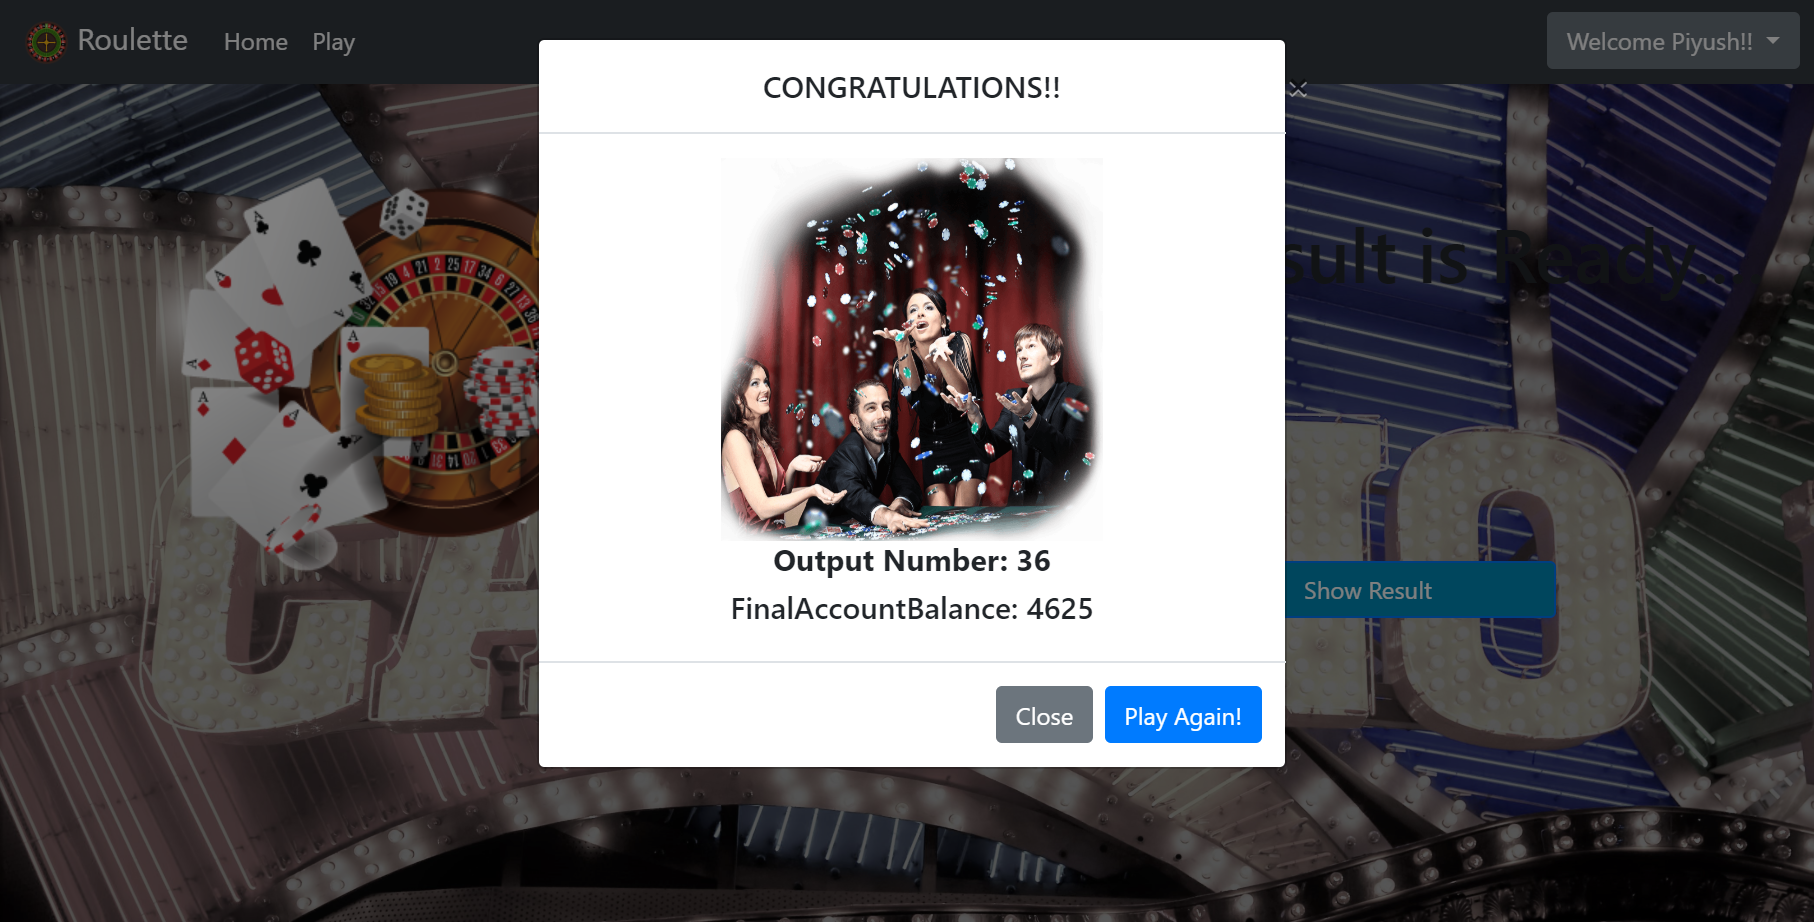 Roulette Home Play
Welcome Piyush!!
CONGRATULATIONS!!
×
sult is Ready...
Output Number: 36
FinalAccountBalance: 4625
Show Result
Close Play Again!